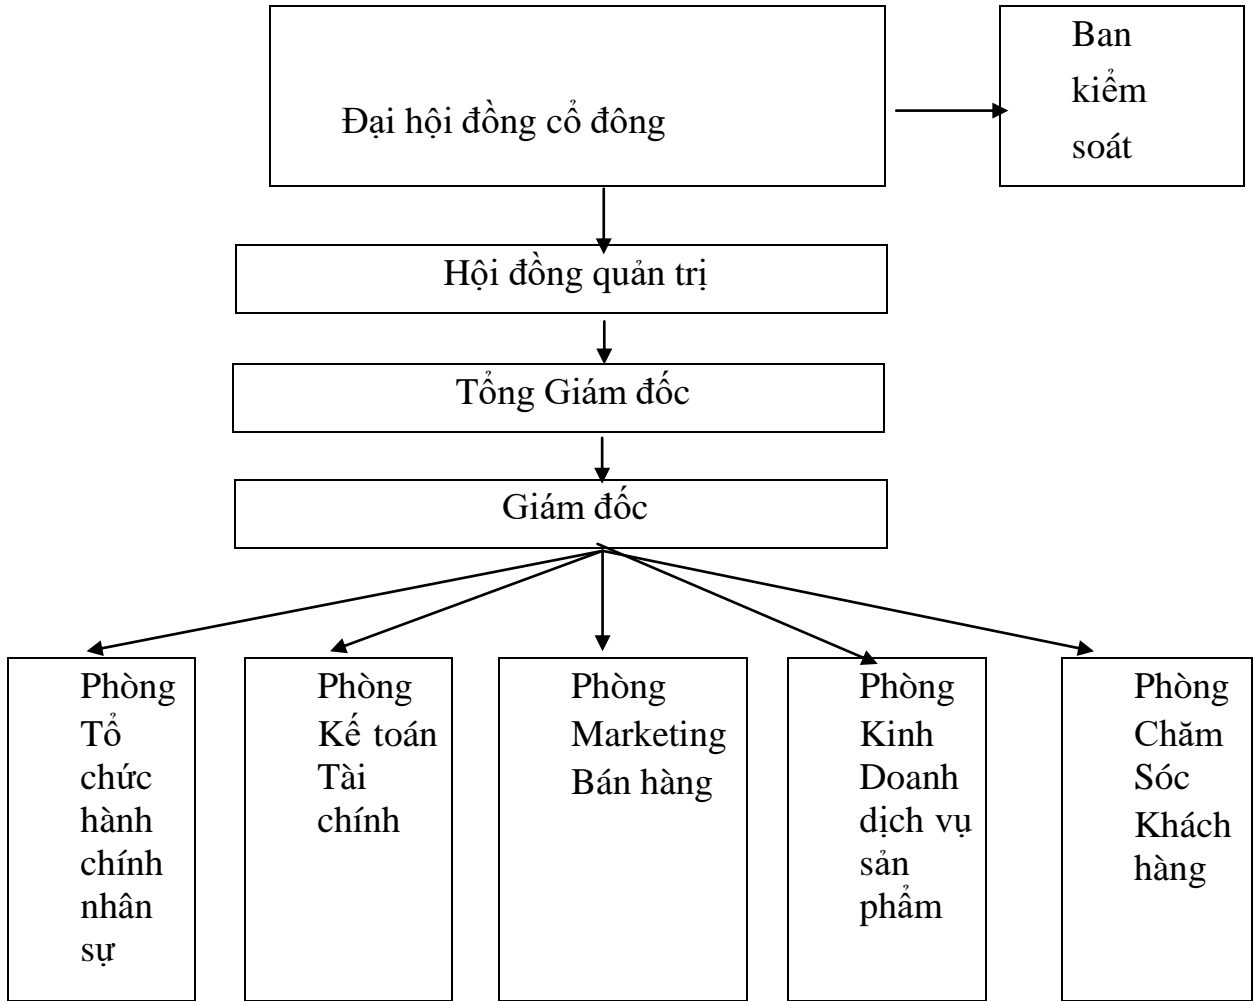 Đại hội đồng cổ đông
Ban
kiểm
soát
Hội đồng quản trị
Tổng Giám đốc
Giám đốc
Phòng
Tổ
chức
hành
chính
nhân
sự
Phòng
Kế toán
Tài
chính
Phòng
Marketing
Bán hàng
Phòng
Kinh
Doanh
dịch vụ
sản
phẩm
Phòng
Chăm
Sóc
Khách
hàng